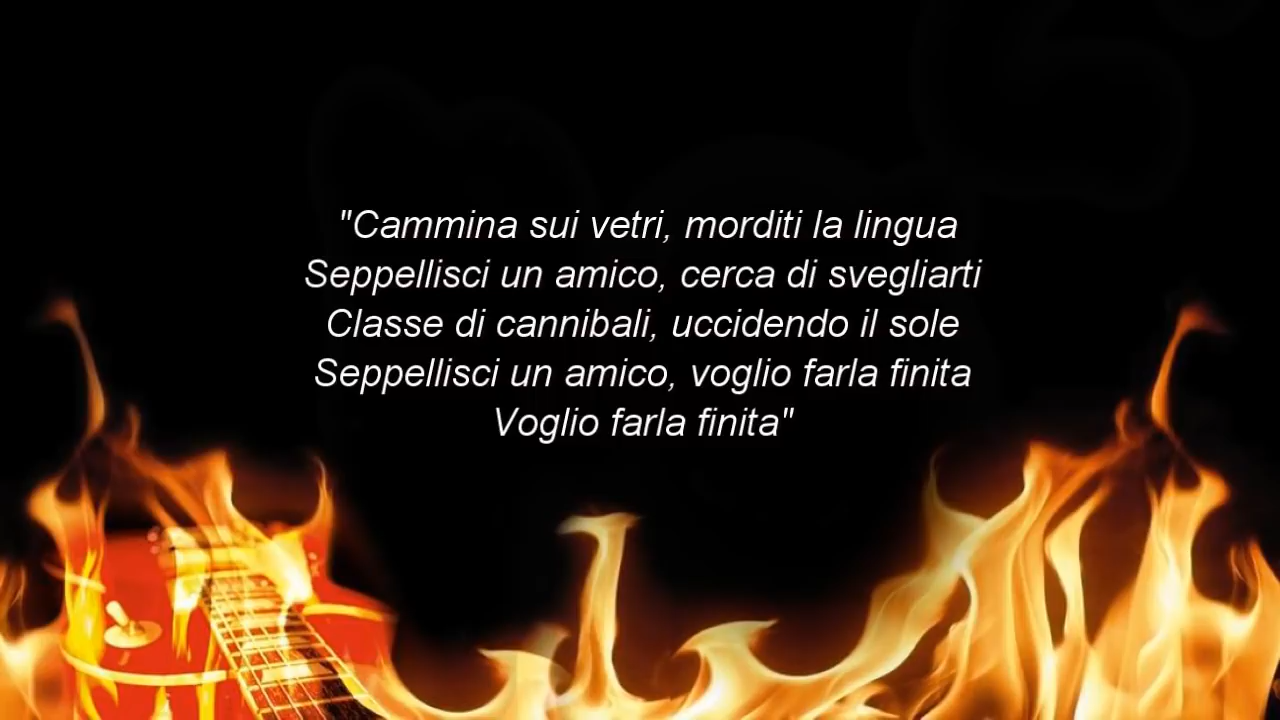 "Cammina sui vetri, morditi la lingua
Seppellisci un amico, cerca di svegliarti
Classe di cannibali, uccidendo il sole
Seppellisci un amico, voglio farla finita
Voglio farla finita"